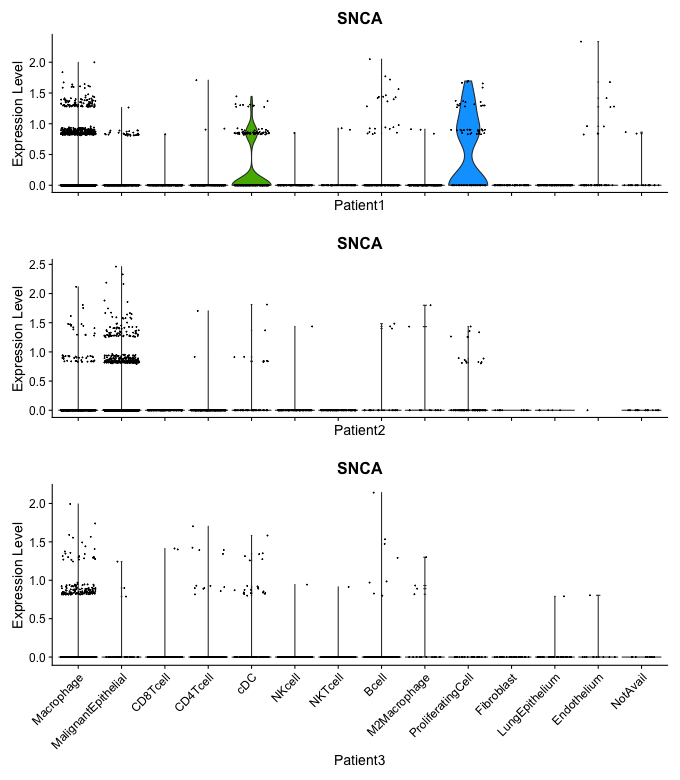 SNCA
Expression Level
2.0
1.5
1.0
0.5
0.0
Patient1
SNCA
Expression Level
2.5
2.0
1.5
1.0
0.5
0.0
Patient2
SNCA
Expression Level
2.0
1.5
1.0
0.5
0.0
Macrophage
MalignantEpithelial
CD8Tcell
CD4Tcell
cDC
NKcell
NKTcell
Bcell
M2Macrophage
ProliferatingCell
Fibroblast
LungEpithelium
Endothelium
NotAvail
Patient3